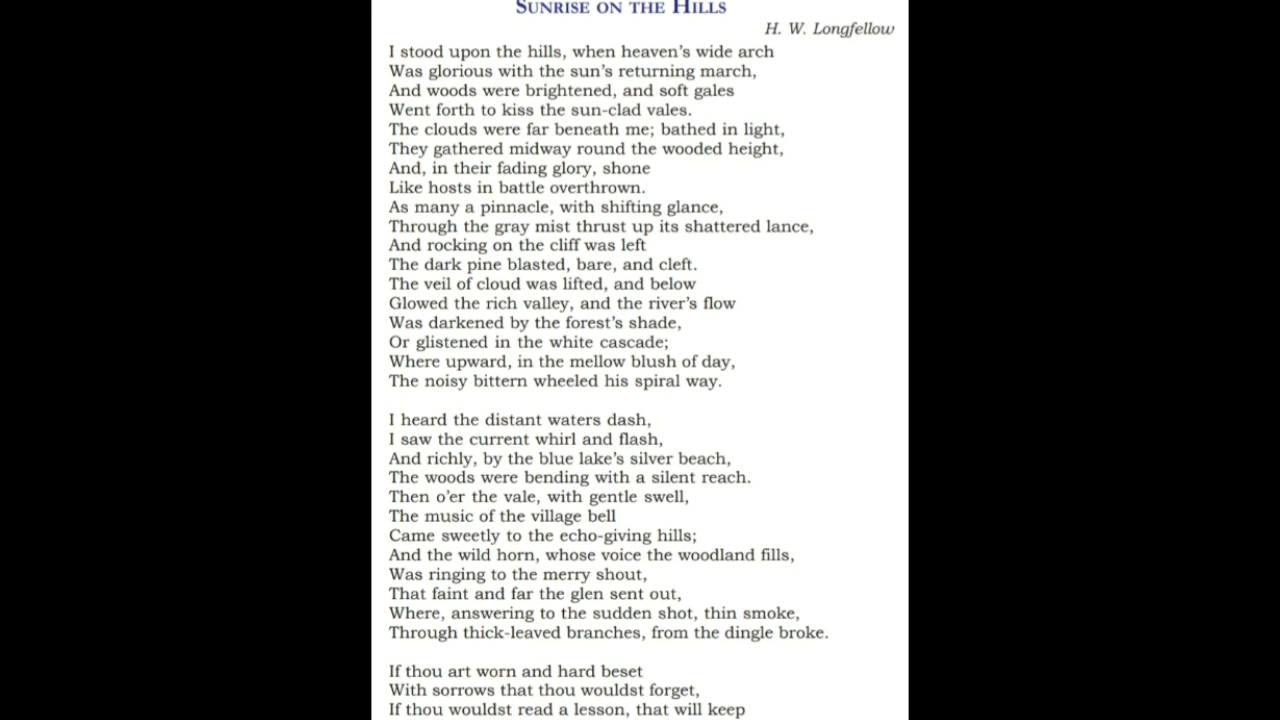 SUNRISE ON THE HILLS
H. W. Longfellow
I stood upon the hills, when heaven's wide arch
Was glorious with the sun's returning march,
And woods were brightened, and soft gales
Went forth to kiss the sun-clad vales.
The clouds were far beneath me; bathed in light,
They gathered midway round the wooded height,
And, in their fading glory, shone
Like hosts in battle overthrown.
As many a pinnacle, with shifting glance,
Through the gray mist thrust up its shattered lance,
And rocking on the cliff was left
The dark pine blasted, bare, and cleft.
The veil of cloud was lifted, and below
Glowed the rich valley, and the river's flow
Was darkened by the forest's shade,
Or glistened in the white cascade;
Where upward, in the mellow blush of day,
The noisy bittern wheeled his spiral way.
I heard the distant waters dash,
I saw the current whirl and flash,
And richly, by the blue lake's silver beach,
The woods were bending with a silent reach.
Then o'er the vale, with gentle swell,
The music of the village bell
Came sweetly to the echo-giving hills;
And the wild horn, whose voice the woodland fills,
Was ringing to the merry shout,
That faint and far the glen sent out,
Where, answering to the sudden shot, thin smoke,
Through thick-leaved branches, from the dingle broke.
If thou art worn and hard beset
With sorrows that thou wouldst forget,
If thou wouldst read a lesson, that will keep